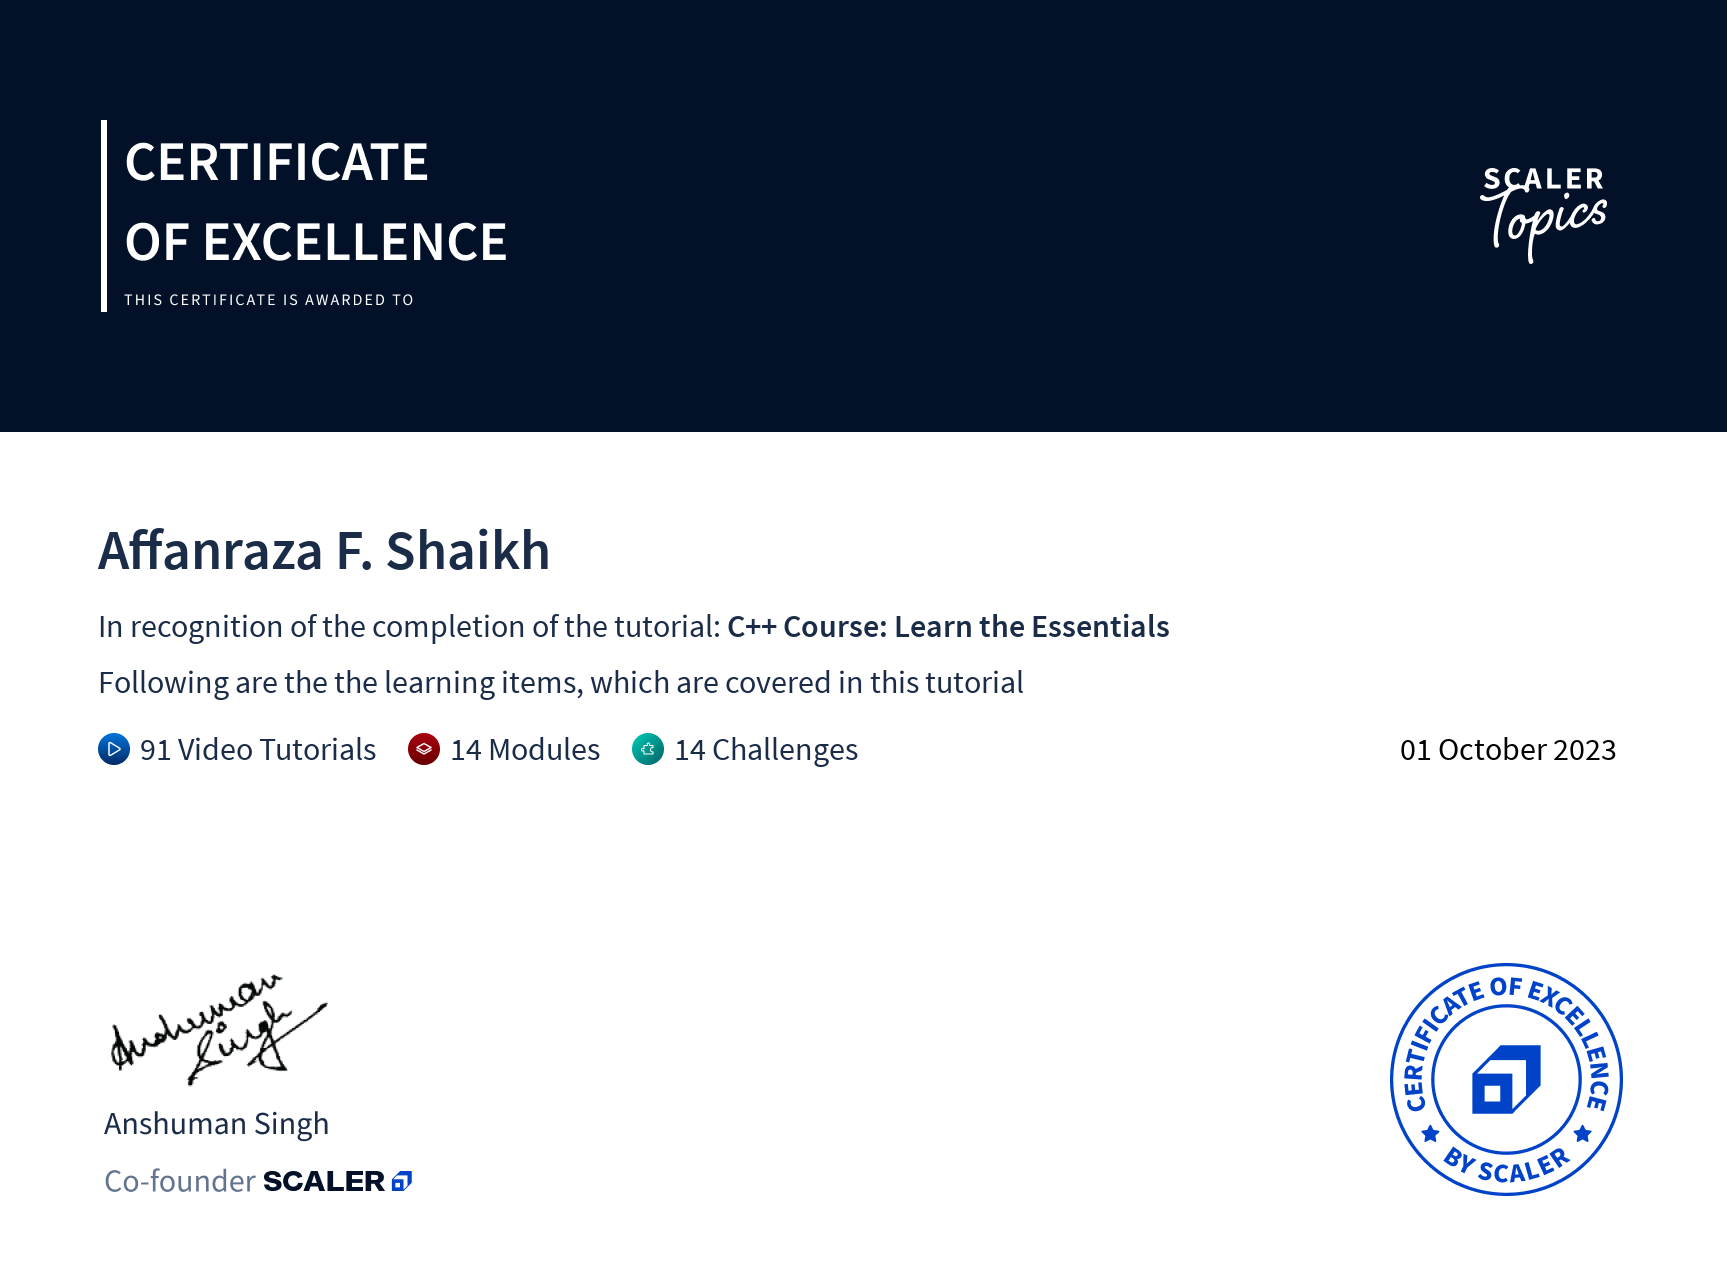 CERTIFICATE
OF EXCELLENCE
THIS CERTIFICATE IS AWARDED TO
SCALER
Topics
Affanraza F. Shaikh
In recognition of the completion of the tutorial: C++ Course: Learn the Essentials
Following are the the learning items, which are covered in this tutorial
91 Video Tutorials 14 Modules 14 Challenges
01 October 2023
Anshuman
Singh
Anshuman Singh
Co-founder SCALER
CERTIFICATE OF EXCELLENCE
BY SCALER